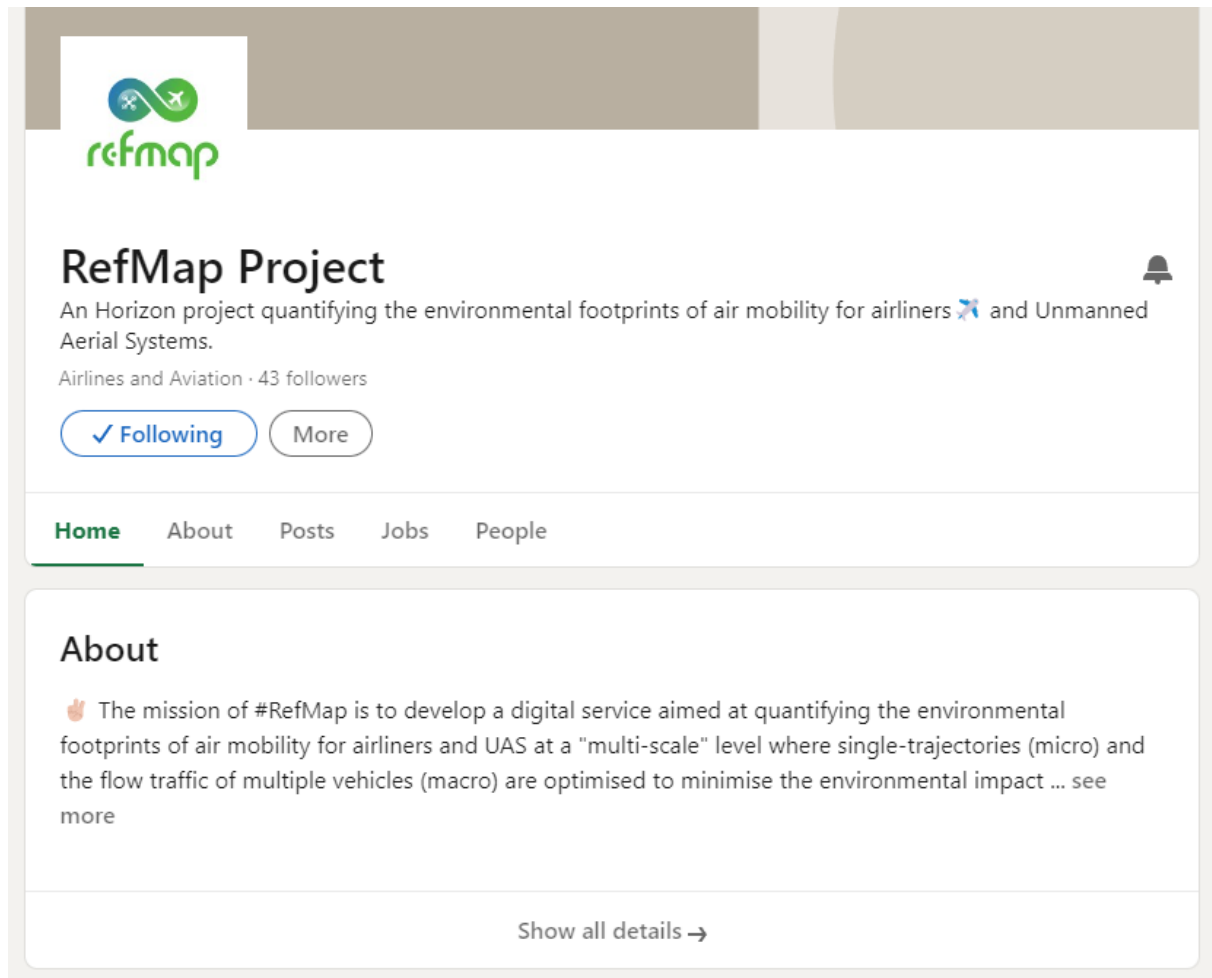 refmap
RefMap Project
An Horizon project quantifying the environmental footprints of air mobility for airliners✈️ and Unmanned
Aerial Systems.
Airlines and Aviation · 43 followers
✓ Following
More
Home
About
Posts
Jobs
People
About
✌🏼 The mission of #RefMap is to develop a digital service aimed at quantifying the environmental
footprints of air mobility for airliners and UAS at a "multi-scale" level where single-trajectories (micro) and
the flow traffic of multiple vehicles (macro) are optimised to minimise the environmental impact ... see
more
Show all details →